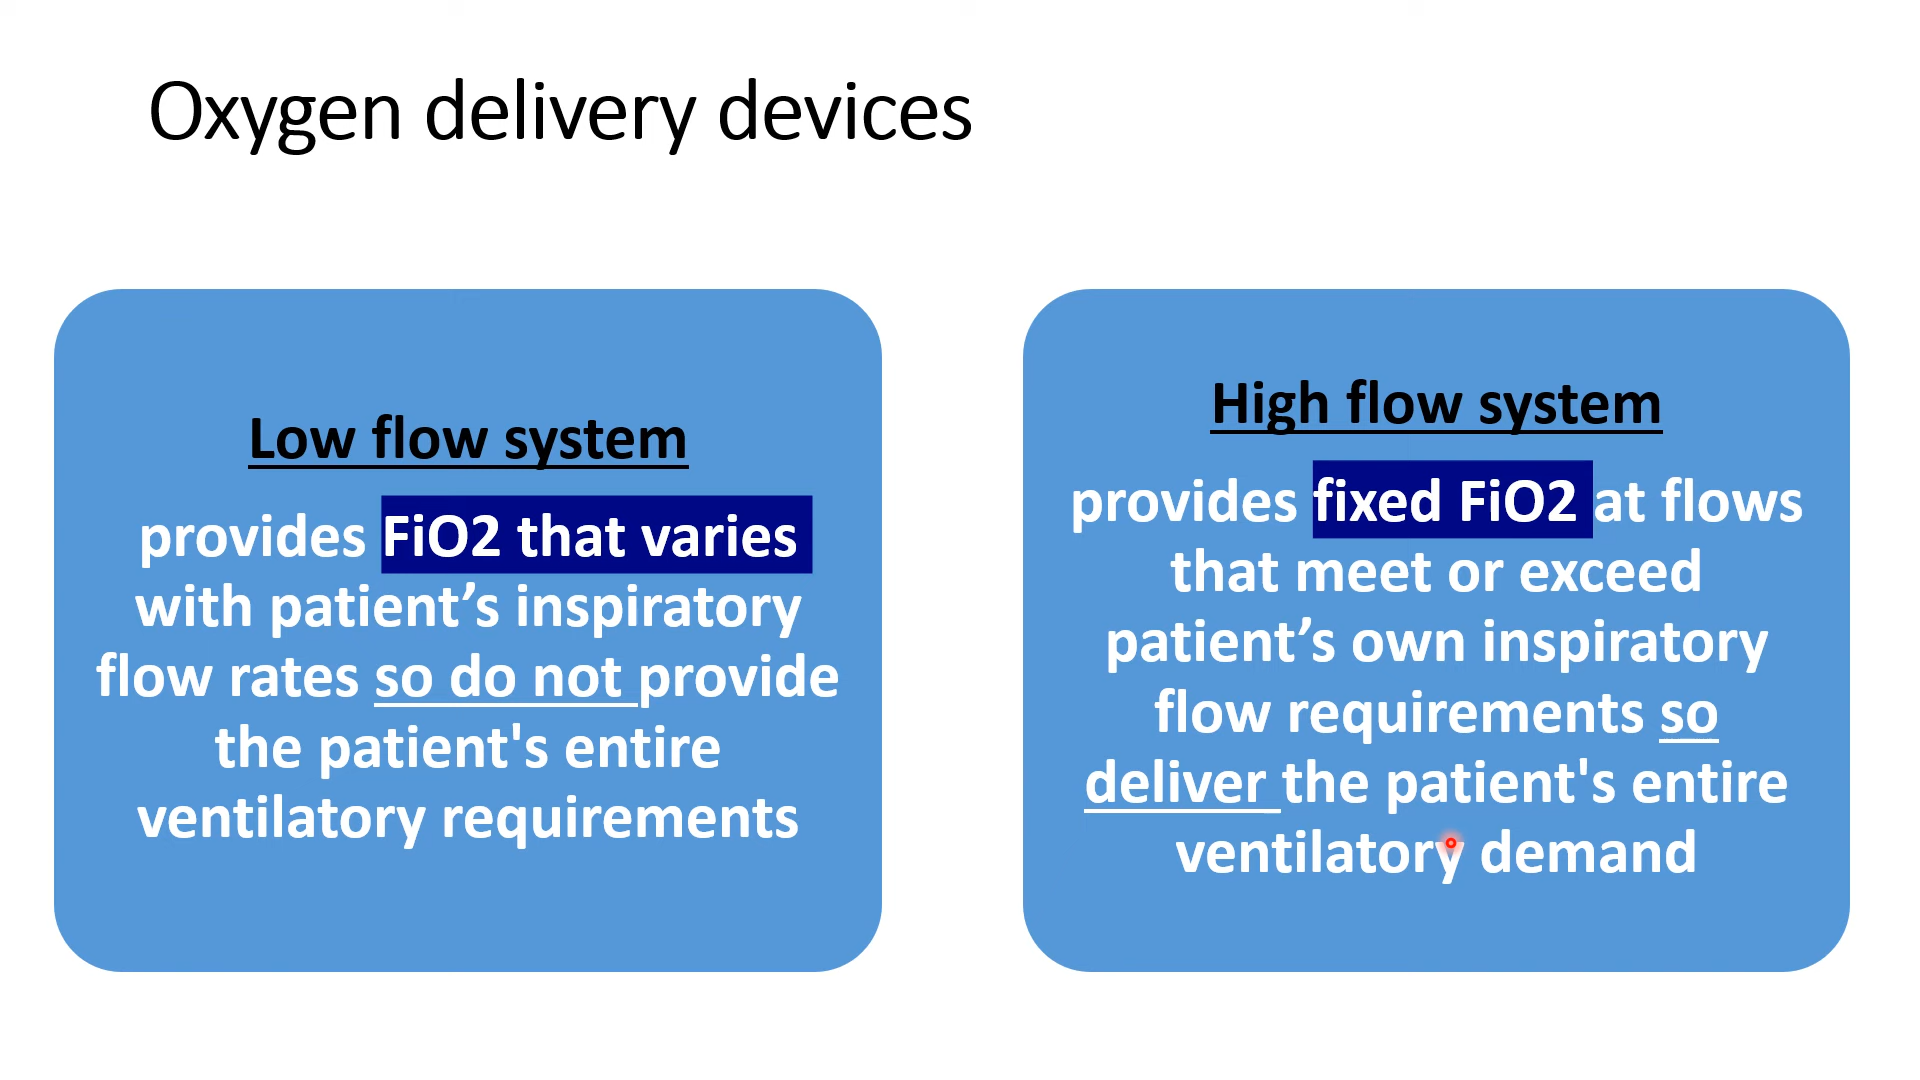 Oxygen delivery devices
Low flow system
provides FiO2 that varies
with patient’s inspiratory
flow rates so do not provide
the patient's entire
ventilatory requirements
High flow system
provides fixed FiO2 at flows
that meet or exceed
patient’s own inspiratory
flow requirements so
deliver the patient's entire
ventilatory demand